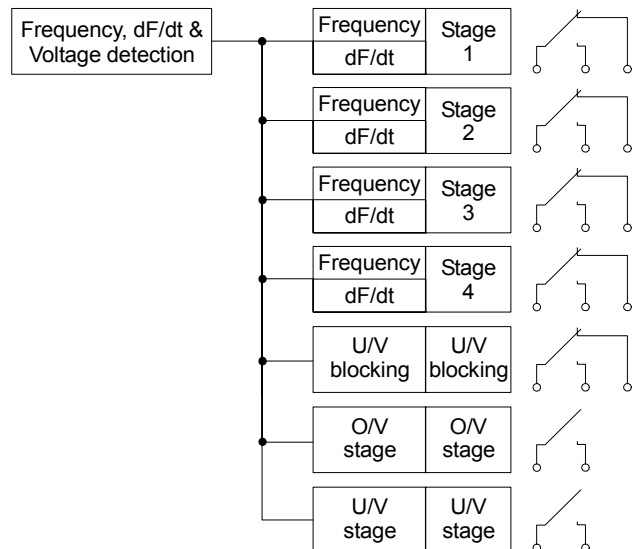 Frequency, dF/dt &
Voltage detection
Frequency
dF/dt
Stage
1
Frequency
dF/dt
Stage
2
Frequency
dF/dt
Stage
3
Frequency
dF/dt
Stage
4
U/V
blocking
U/V
blocking
O/V
stage
O/V
stage
U/V
stage
U/V
stage